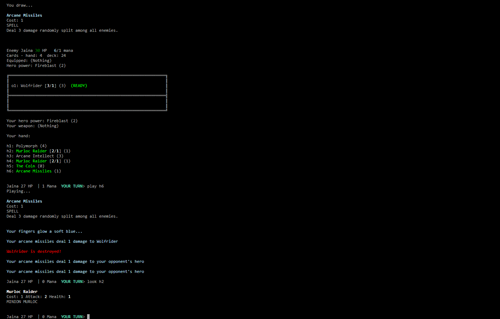 You draw...
Arcane Missiles
Cost: 1
SPELL
Deal 3 damage randomly split among all enemies.
Enemy Jaina HP 0/1 mana
Cards - hand: 4 deck: 24
Equipped: (Nothing)
Hero power: Fireblast (2)
a1: Wolfrider [3/1] (3) (READY)
Your hero power: Fireblast (2)
Your weapon: (Nothing)
Your hand:
h1: Polymorph (4)
h2: Murloc Raider [2/1] (1)
h3: Arcane Intellect (3)
h4: Murloc Raider [2/1] (1)
h5: The Coin (0)
h6: Arcane Missiles (1)
Jaina 27 HP | 1 Mana YOUR TURN: play h6
Playing...
Arcane Missiles
Cost: 1
SPELL
Deal 3 damage randomly split among all enemies.
Your fingers glow a soft blue...
Your arcane missiles deal 1 damage to Wolfrider
Wolfrider is destroyed!
Your arcane missiles deal 1 damage to your opponent's hero
Your arcane missiles deal 1 damage to your opponent's hero
Jaina 27 HP | 0 Mana YOUR TURN: look h2
Murloc Raider
Cost: 1 Attack: 2 Health: 1
MINION MURLOC
Jaina 27 HP | 0 Mana YOUR TURN: